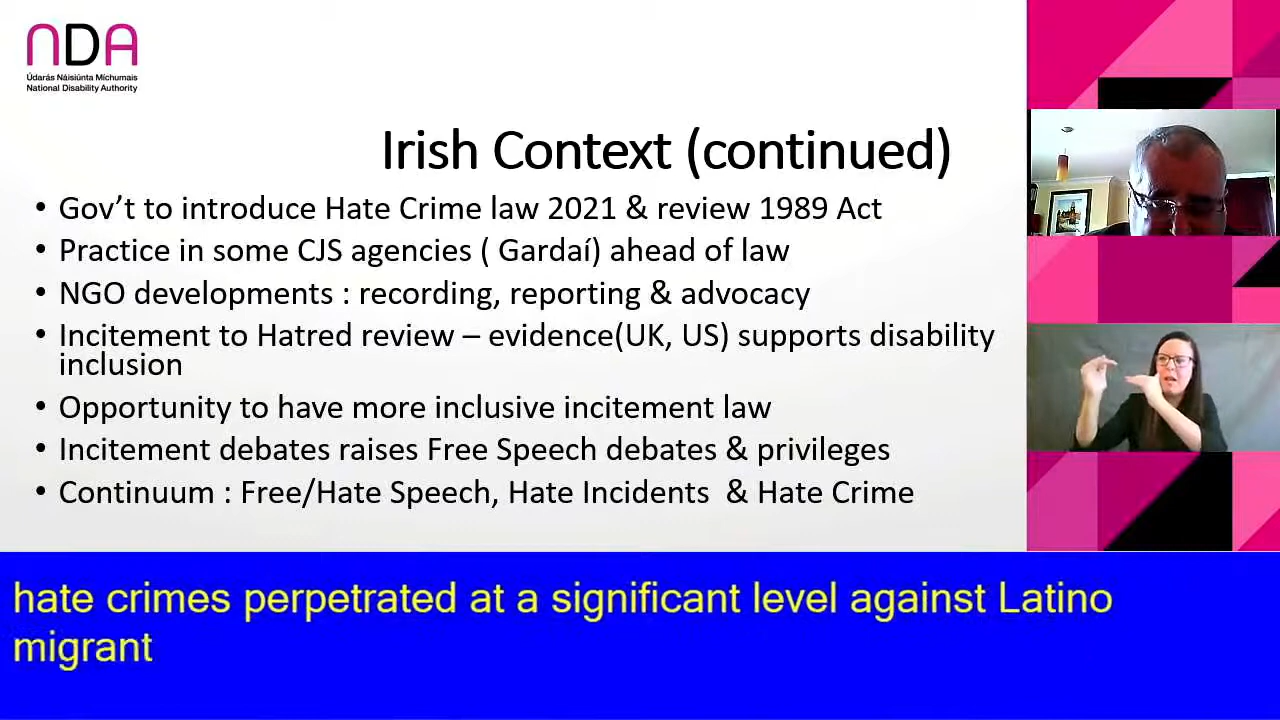 nDA
Údarás Náisiúnta Míchumais
National Disability Authority
Irish Context (continued)
• Gov’t to introduce Hate Crime law 2021 & review 1989 Act
• Practice in some CJS agencies ( Gardaí) ahead of law
• NGO developments : recording, reporting & advocacy
• Incitement to Hatred review – evidence(UK, US) supports disability
inclusion
• Opportunity to have more inclusive incitement law
• Incitement debates raises Free Speech debates & privileges
• Continuum : Free/Hate Speech, Hate Incidents & Hate Crime
hate crimes perpetrated at a significant level against Latino
migrant